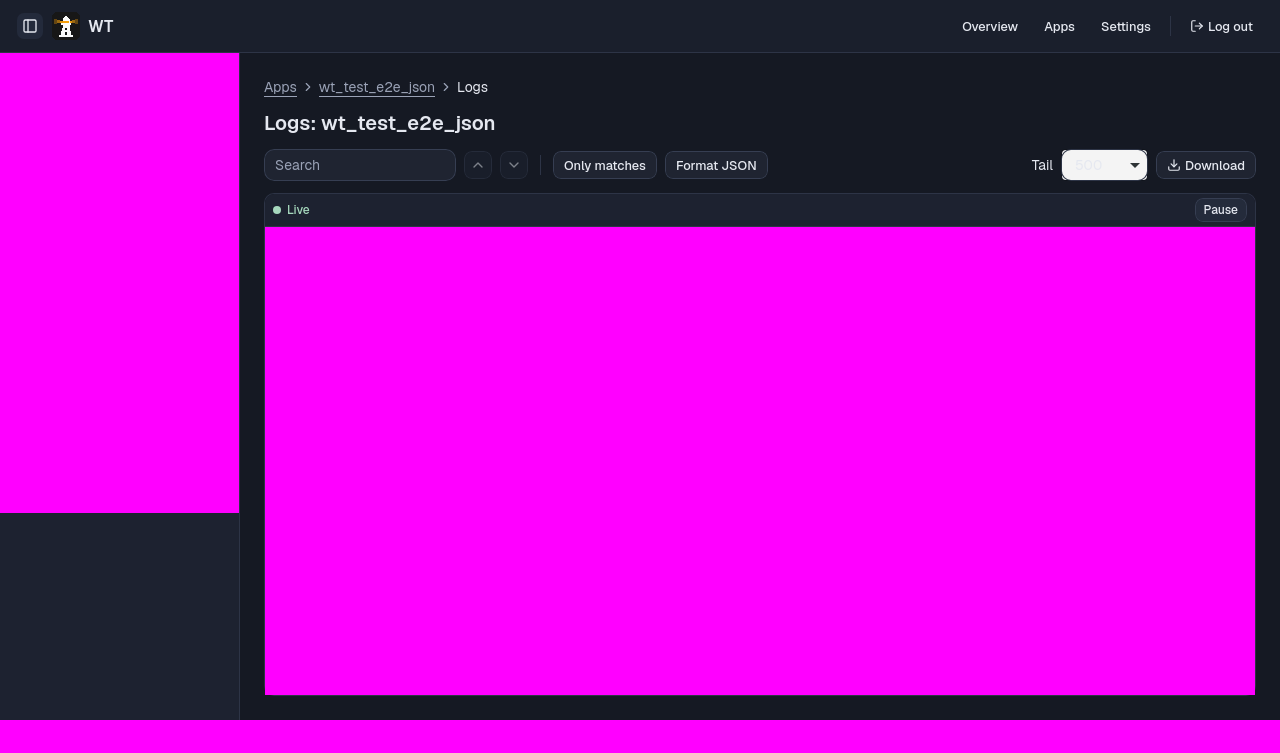 WT
Overview
Apps
Settings
Log out
Apps > wt_test_e2e_json > Logs
Logs: wt_test_e2e_json
Search
Only matches
Format JSON
Tail
500
Download
Live
Pause